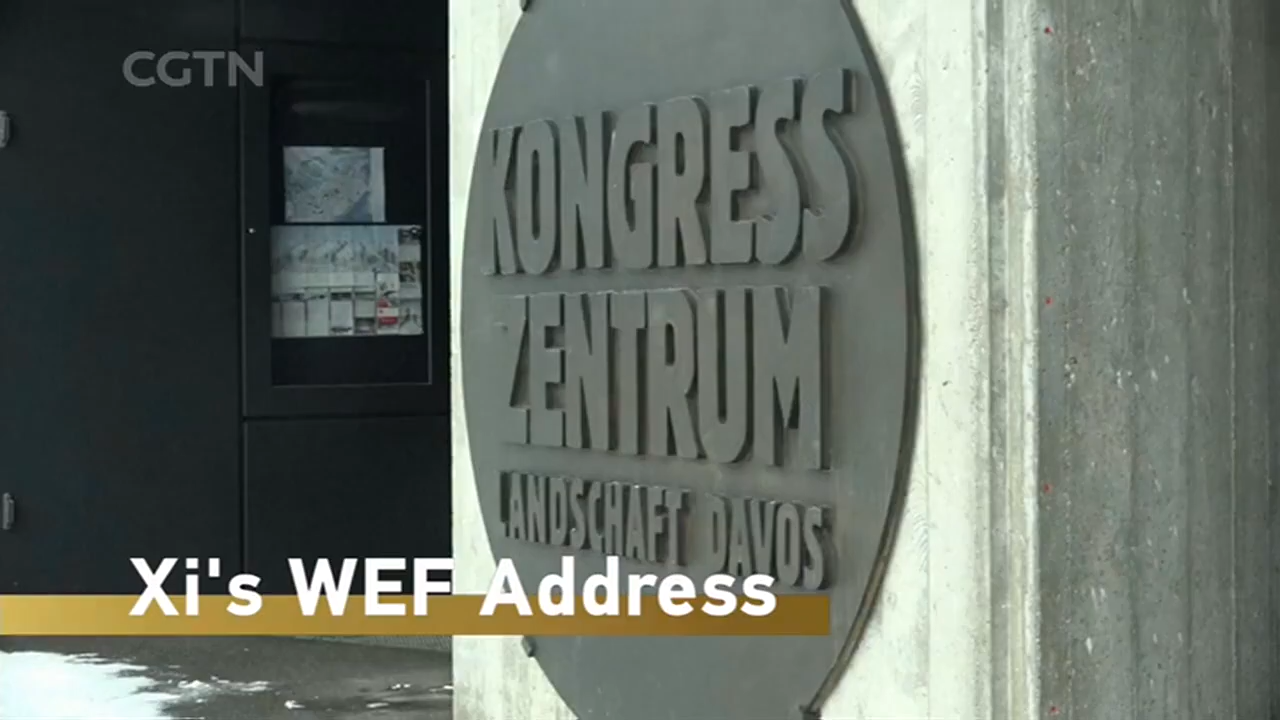 CGTN
KONGRESS
ZENTRUM
LANDSCHAFT DAVOS
Xi's WEF Address